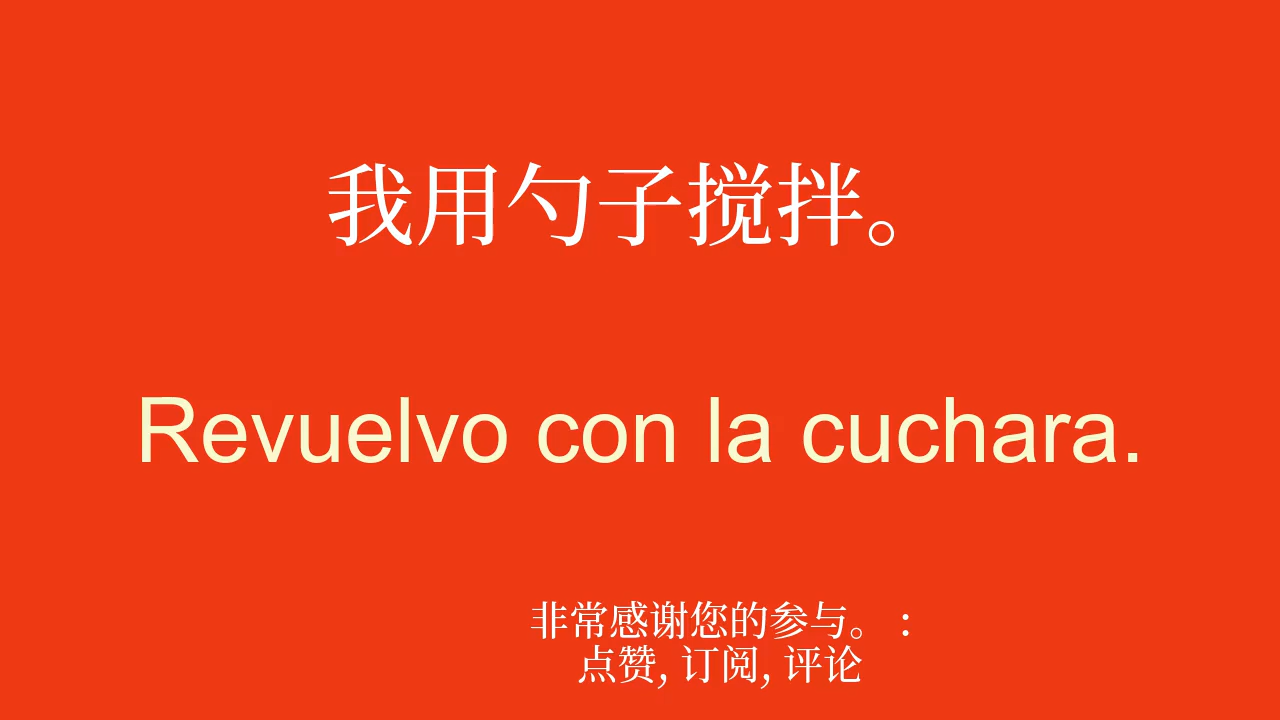 我用勺子搅拌。
Revuelvo con la cuchara.
非常感谢您的参与。 :
点赞, 订阅, 评论